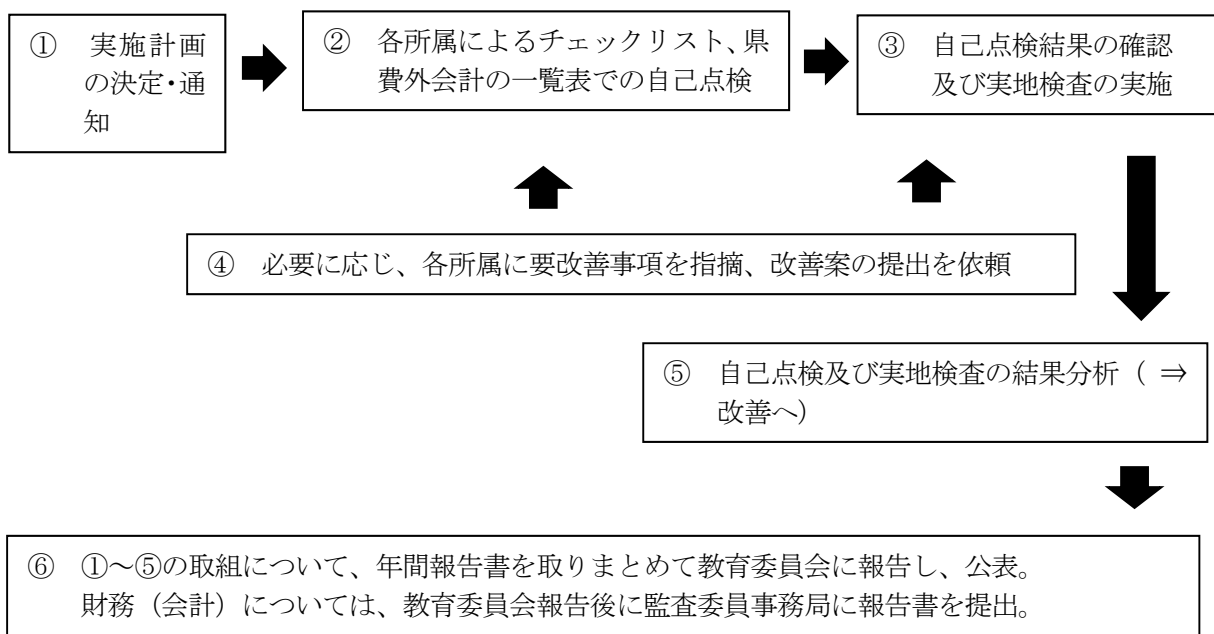 ① 実施計画
の決定・通
知
② 各所属によるチェックリスト、県
費外会計の一覧表での自己点検
③ 自己点検結果の確認
及び実地検査の実施
④ 必要に応じ、各所属に要改善事項を指摘、改善案の提出を依頼
⑤ 自己点検及び実地検査の結果分析（ ⇒
改善へ）
⑥ ①～⑤の取組について、年間報告書を取りまとめて教育委員会に報告し、公表。
財務（会計）については、教育委員会報告後に監査委員事務局に報告書を提出。